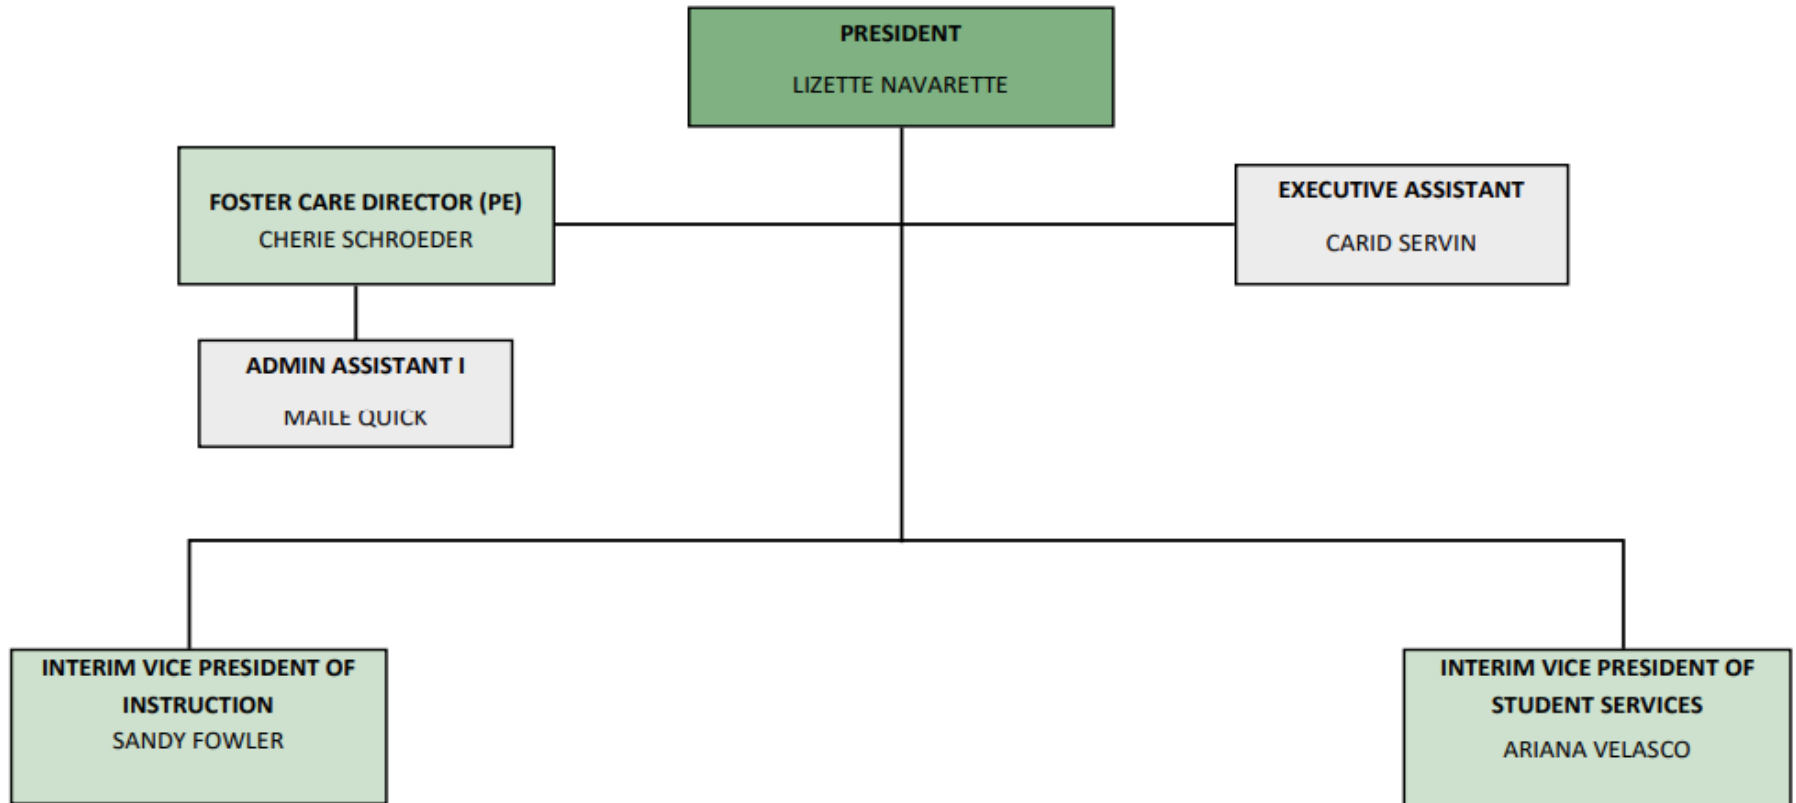 PRESIDENT
LIZETTE NAVARETTE
FOSTER CARE DIRECTOR (PE)
CHERIE SCHROEDER
EXECUTIVE ASSISTANT
CARID SERVIN
ADMIN ASSISTANT I
MAILE QUICK
INTERIM VICE PRESIDENT OF
INSTRUCTION
SANDY FOWLER
INTERIM VICE PRESIDENT OF
STUDENT SERVICES
ARIANA VELASCO